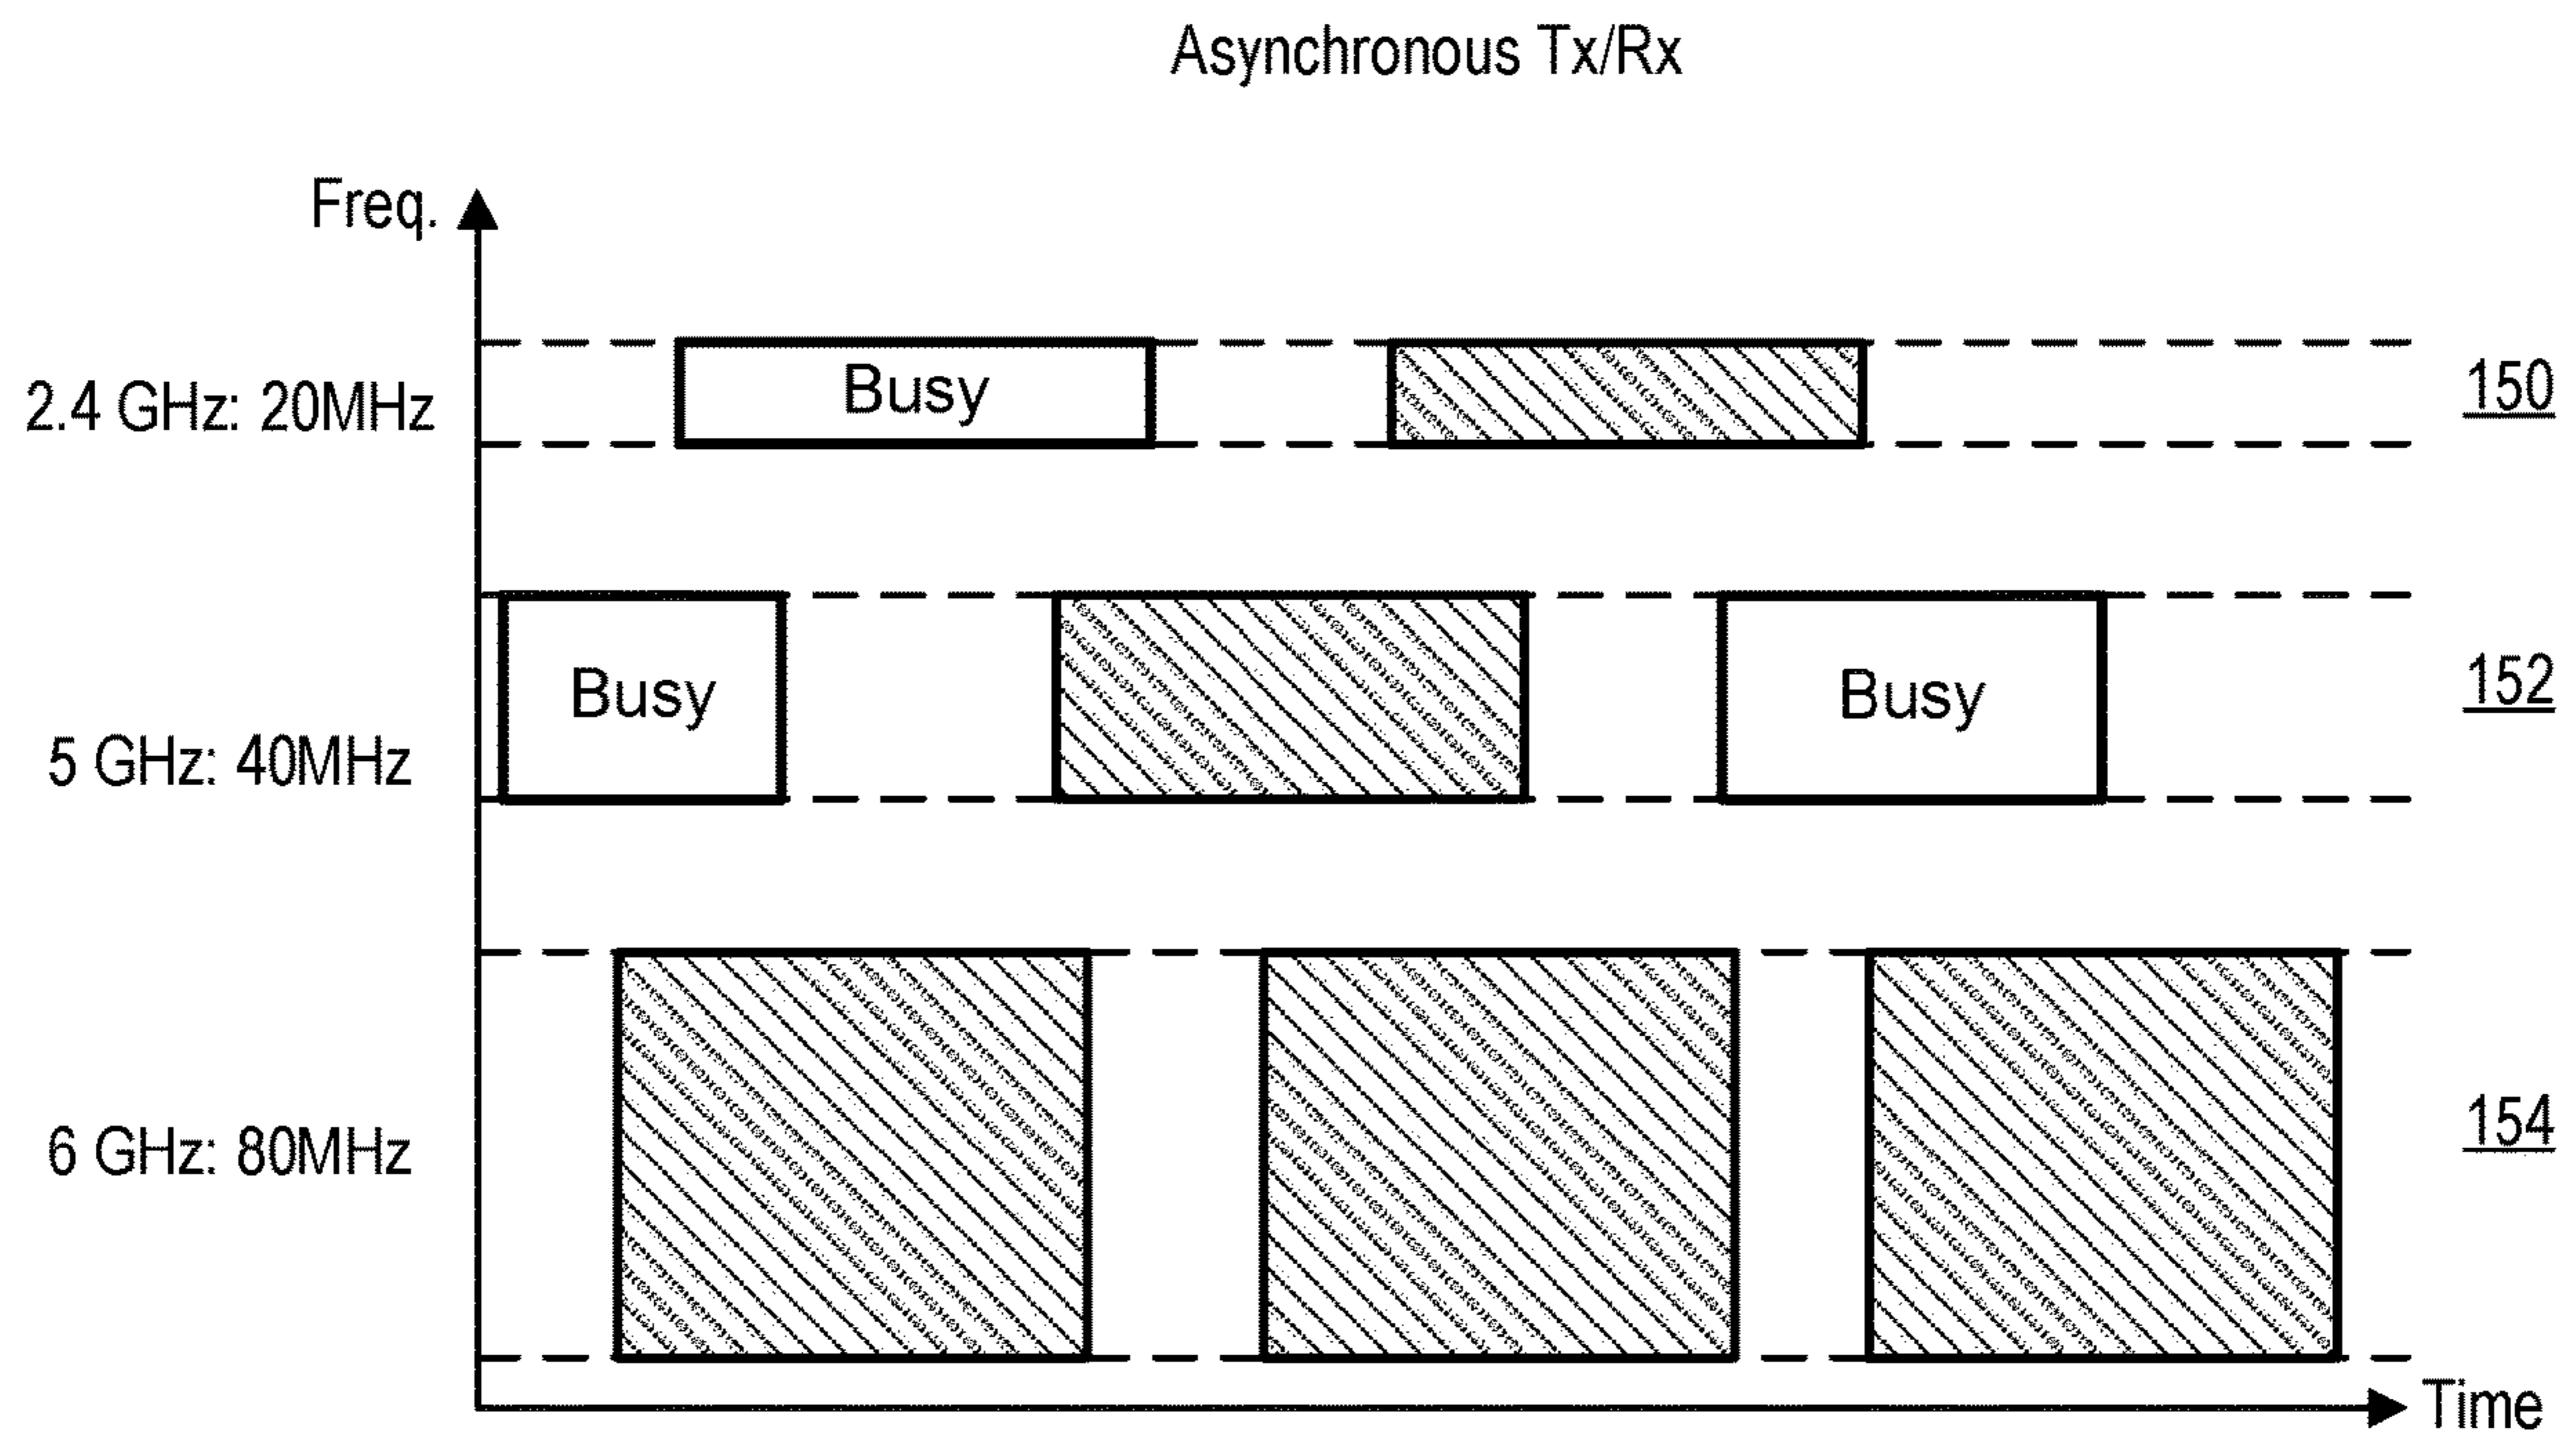 Asynchronous Tx/Rx
Freq.
2.4 GHz: 20MHz
Busy
150
5 GHz: 40MHz
Busy
Busy
152
6 GHz: 80MHz
154
Time